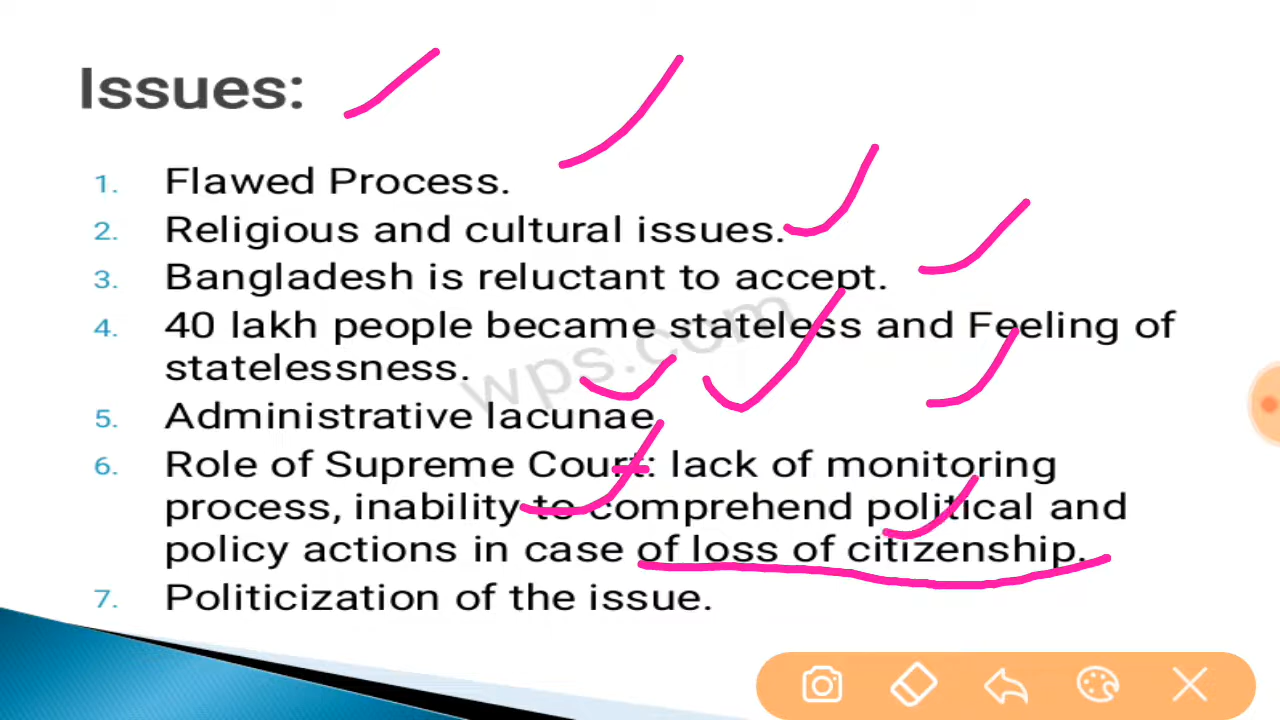 Issues:
1. Flawed Process.
2. Religious and cultural issues.
3. Bangladesh is reluctant to accept.
4. 40 lakh people became stateless and Feeling of
statelessness.
5. Administrative lacunae.
6. Role of Supreme Court: lack of monitoring
process, inability to comprehend political and
policy actions in case of loss of citizenship.
7. Politicization of the issue.
wps.com